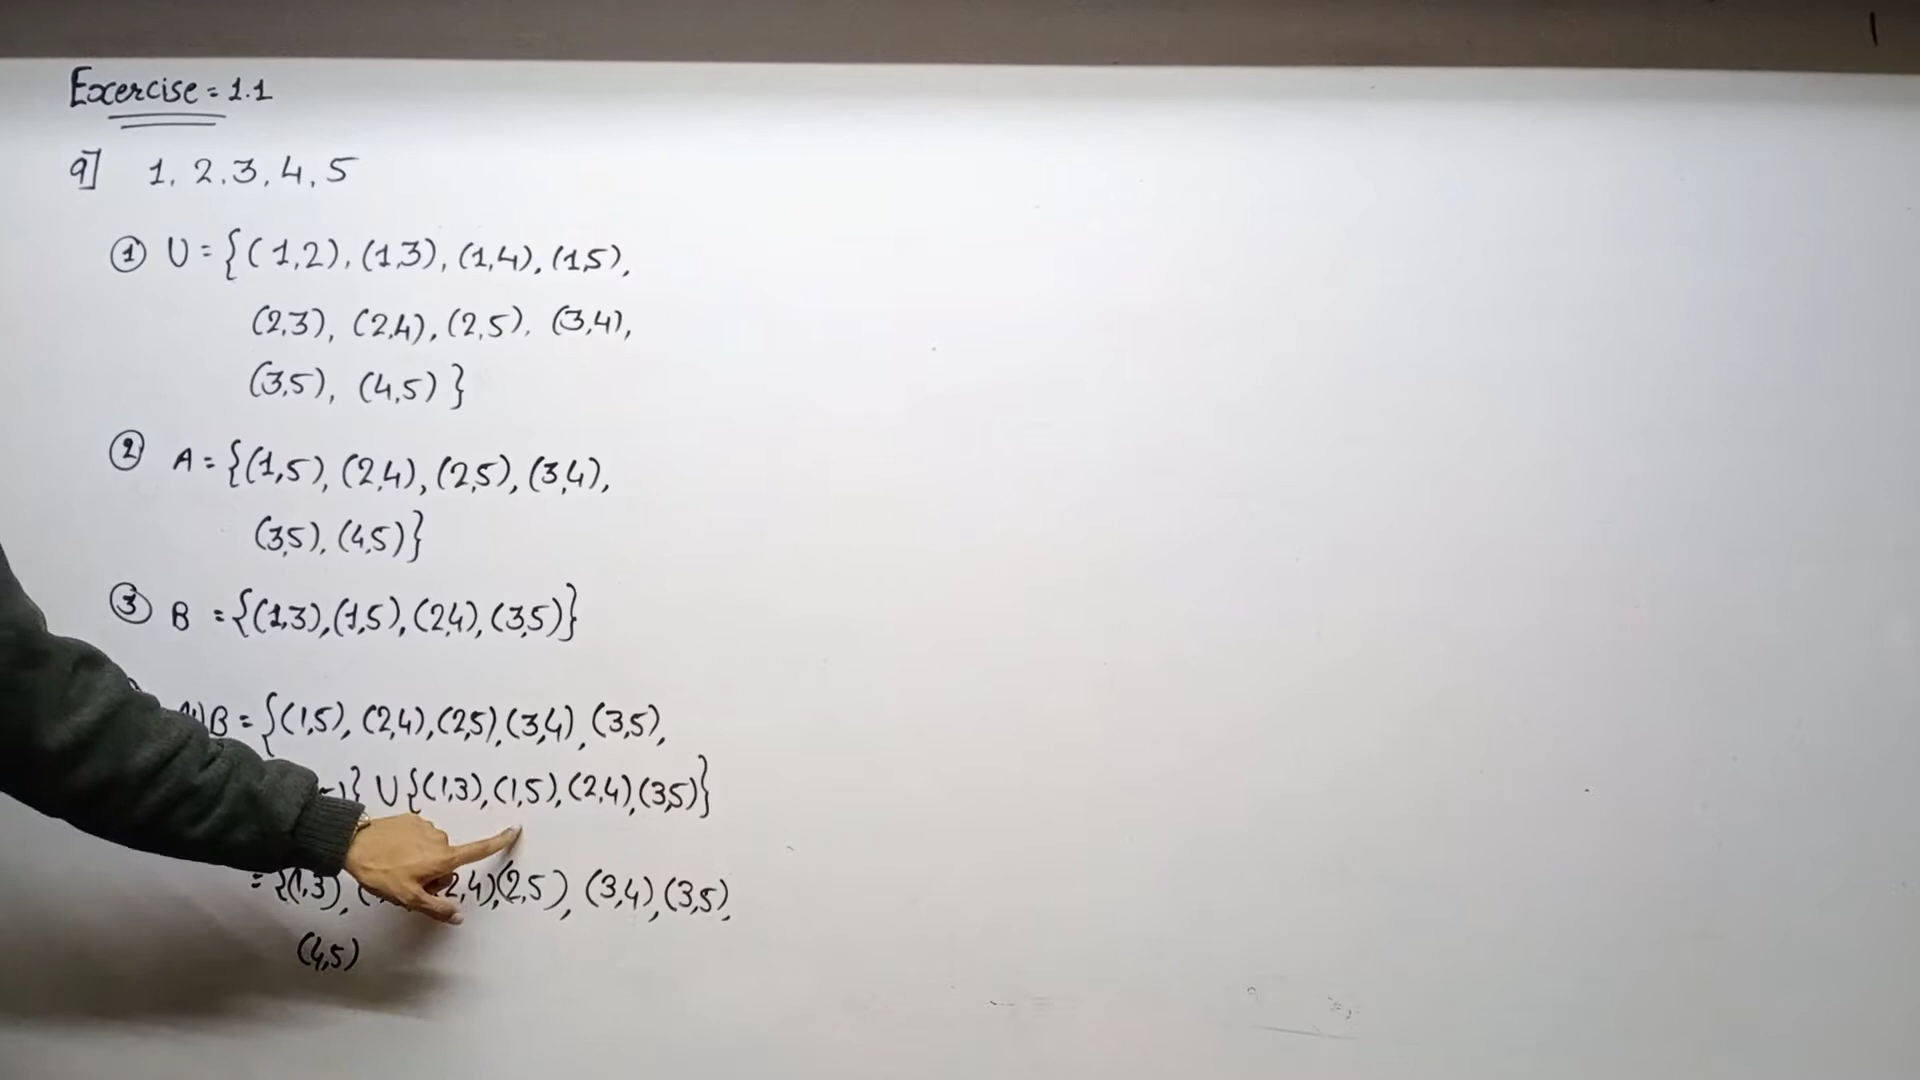 Excercise = 1.1
9] 1, 2, 3, 4, 5
① U = {(1,2), (1,3), (1,4), (1,5),
(2,3), (2,4), (2,5), (3,4),
(3,5), (4,5)}
② A = {(1,5), (2,4), (2,5), (3,4),
(3,5), (4,5)}
③ B = {(1,3), (1,5), (2,4), (3,5)}
B = {(1,5), (2,4), (2,5), (3,4), (3,5),
} U {(1,3), (1,5), (2,4), (3,5)}
= {(1,3), 2,4), (2,5), (3,4), (3,5),
(4,5)